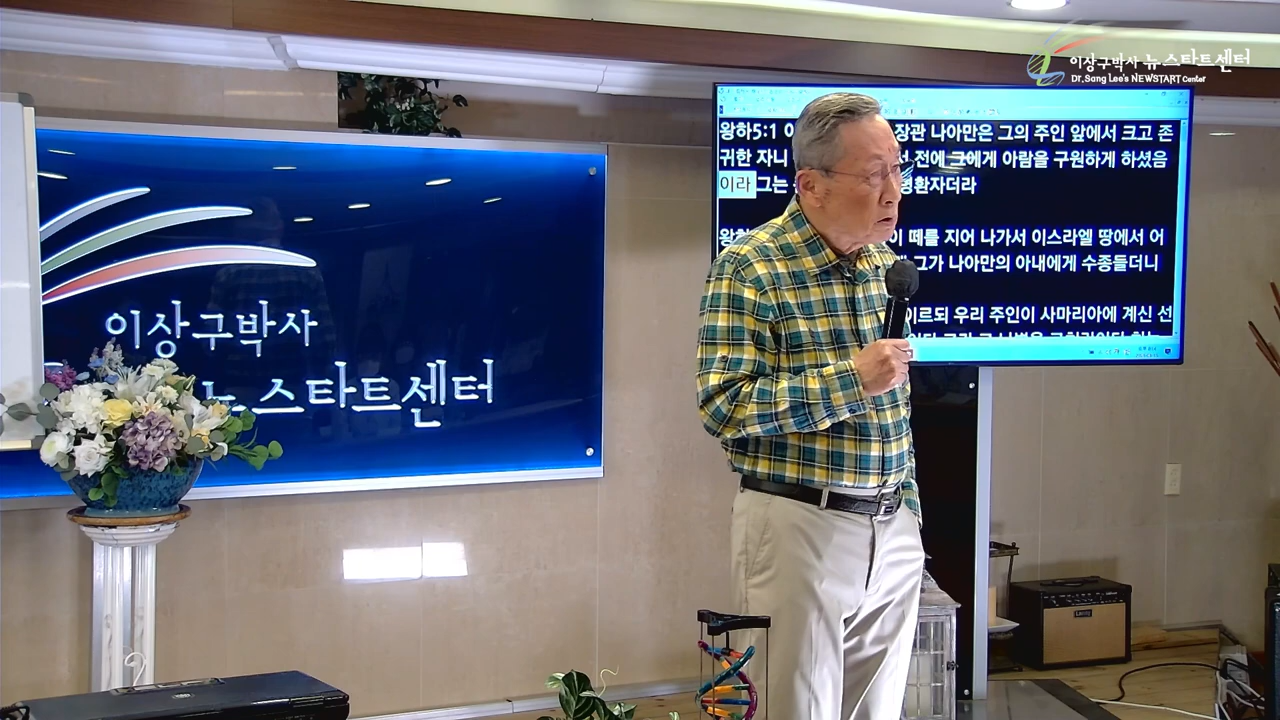 이상구박사 뉴스타트센터
Dr. Sang Lee's NEWSTART Center
왕하5:1 장관 나아만은 그의 주인 앞에서 크고 존
귀한 자니 전에 그에게 아람을 구원하게 하셨음
이라 그는 병환자더라
이 떼를 지어 나가서 이스라엘 땅에서 어
그가 나아만의 아내에게 수종들더니
이르되 우리 주인이 사마리아에 계신 선
이상구박사
뉴스타트센터
Laney